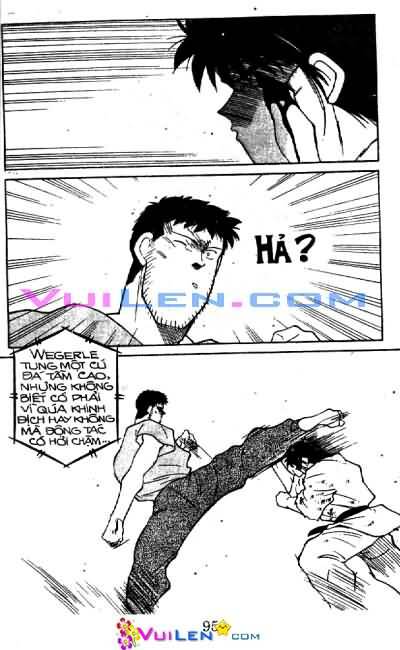 HẢ?
VuiLen.com
WEGERLE
TUNG MỘT CÚ
ĐÁ TẦM CAO,
NHƯNG KHÔNG
BIẾT CÓ PHẢI
VÌ QÚA KHINH
ĐỊCH HAY KHÔNG
MÀ ĐỘNG TÁC
CÓ HƠI CHẬM...
95
VuiLen.com